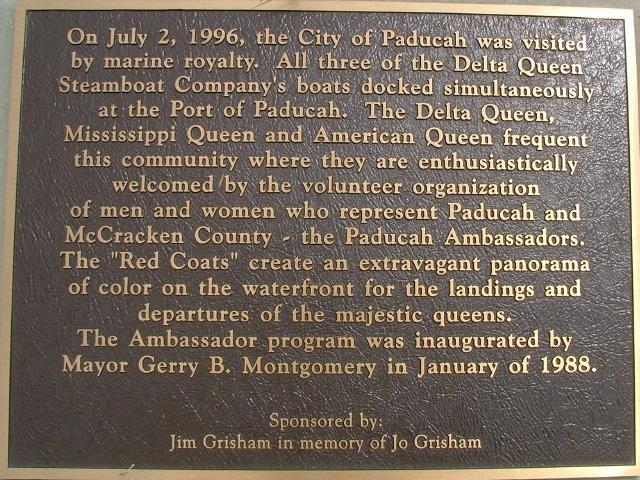 On July 2, 1996, the City of Paducah was visited
by marine royalty. All three of the Delta Queen
Steamboat Company's boats docked simultaneously
at the Port of Paducah. The Delta Queen,
Mississippi Queen and American Queen frequent
this community where they are enthusiastically
welcomed by the volunteer organization
of men and women who represent Paducah and
McCracken County - the Paducah Ambassadors.
The "Red Coats" create an extravagant panorama
of color on the waterfront for the landings and
departures of the majestic queens.
The Ambassador program was inaugurated by
Mayor Gerry B. Montgomery in January of 1988.
Sponsored by:
Jim Grisham in memory of Jo Grisham